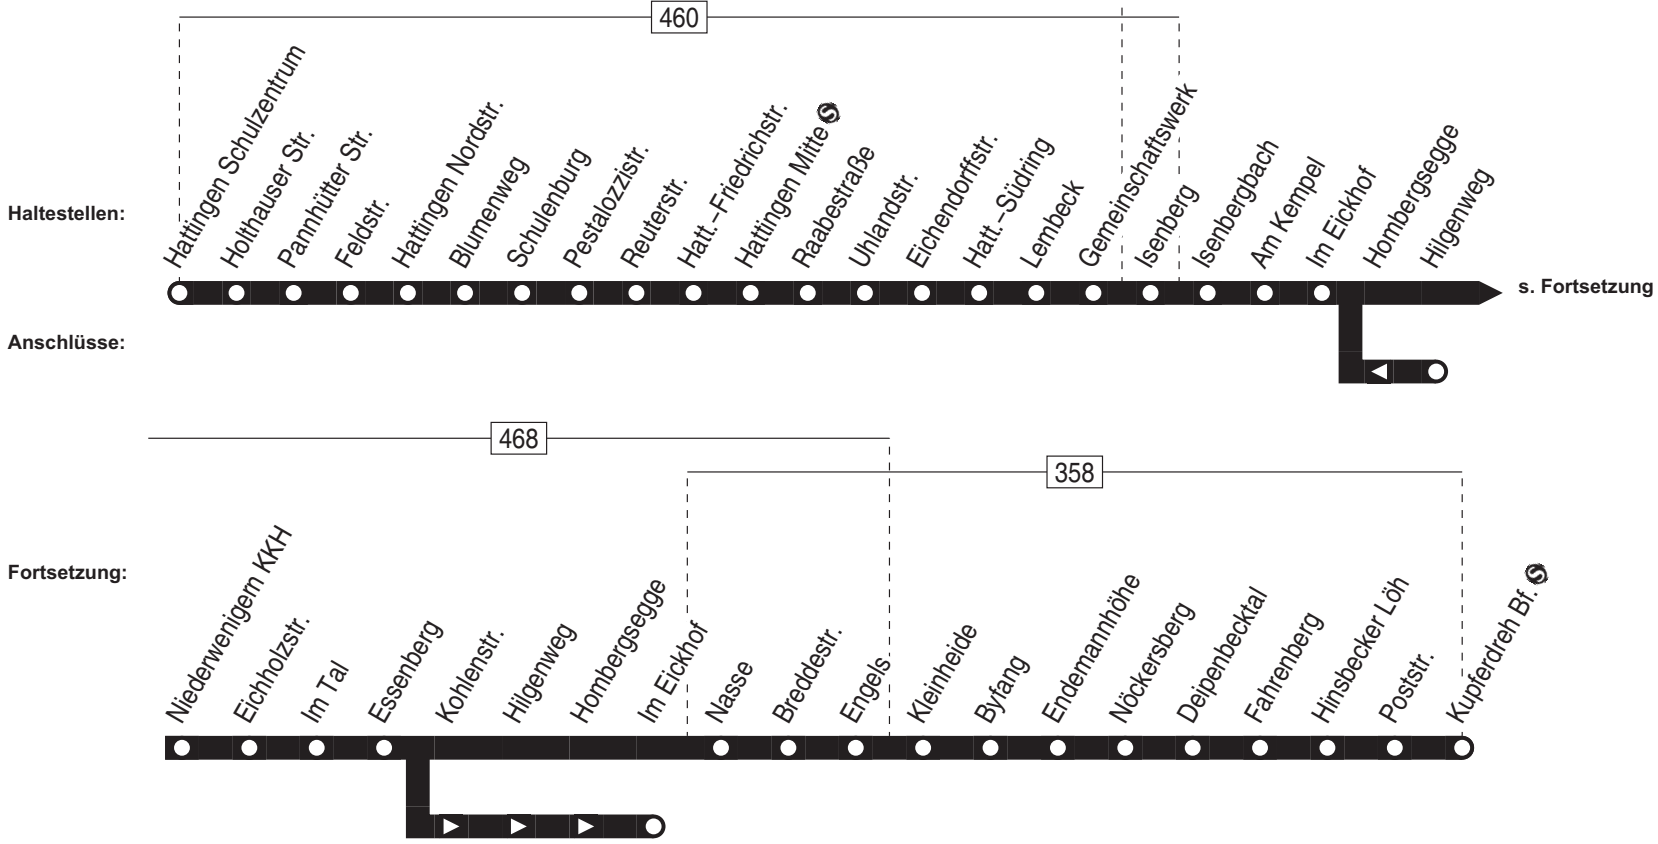 460
Haltestellen:
Hattingen Schulzentrum
Holthauser Str.
Pannhütter Str.
Feldstr.
Hattingen Nordstr.
Blumenweg
Schulenburg
Pestalozzistr.
Reuterstr.
Hatt.-Friedrichstr.
Hattingen Mitte S
Raabestraße
Uhlandstr.
Eichendorffstr.
Hatt.-Südring
Lembeck
Gemeinschaftswerk
Isenberg
Isenbergbach
Am Kempel
Im Eickhof
Hombergsegge
Hilgenweg
s. Fortsetzung
Anschlüsse:
468
358
Fortsetzung:
Niederwenigern KKH
Eichholzstr.
Im Tal
Essenberg
Kohlenstr.
Hilgenweg
Hombergsegge
Im Eickhof
Nasse
Breddestr.
Engels
Kleinheide
Byfang
Endemannhöhe
Nöckersberg
Deipenbecktal
Fahrenberg
Hinsbecker Löh
Poststr.
Kupferdreh Bf. S